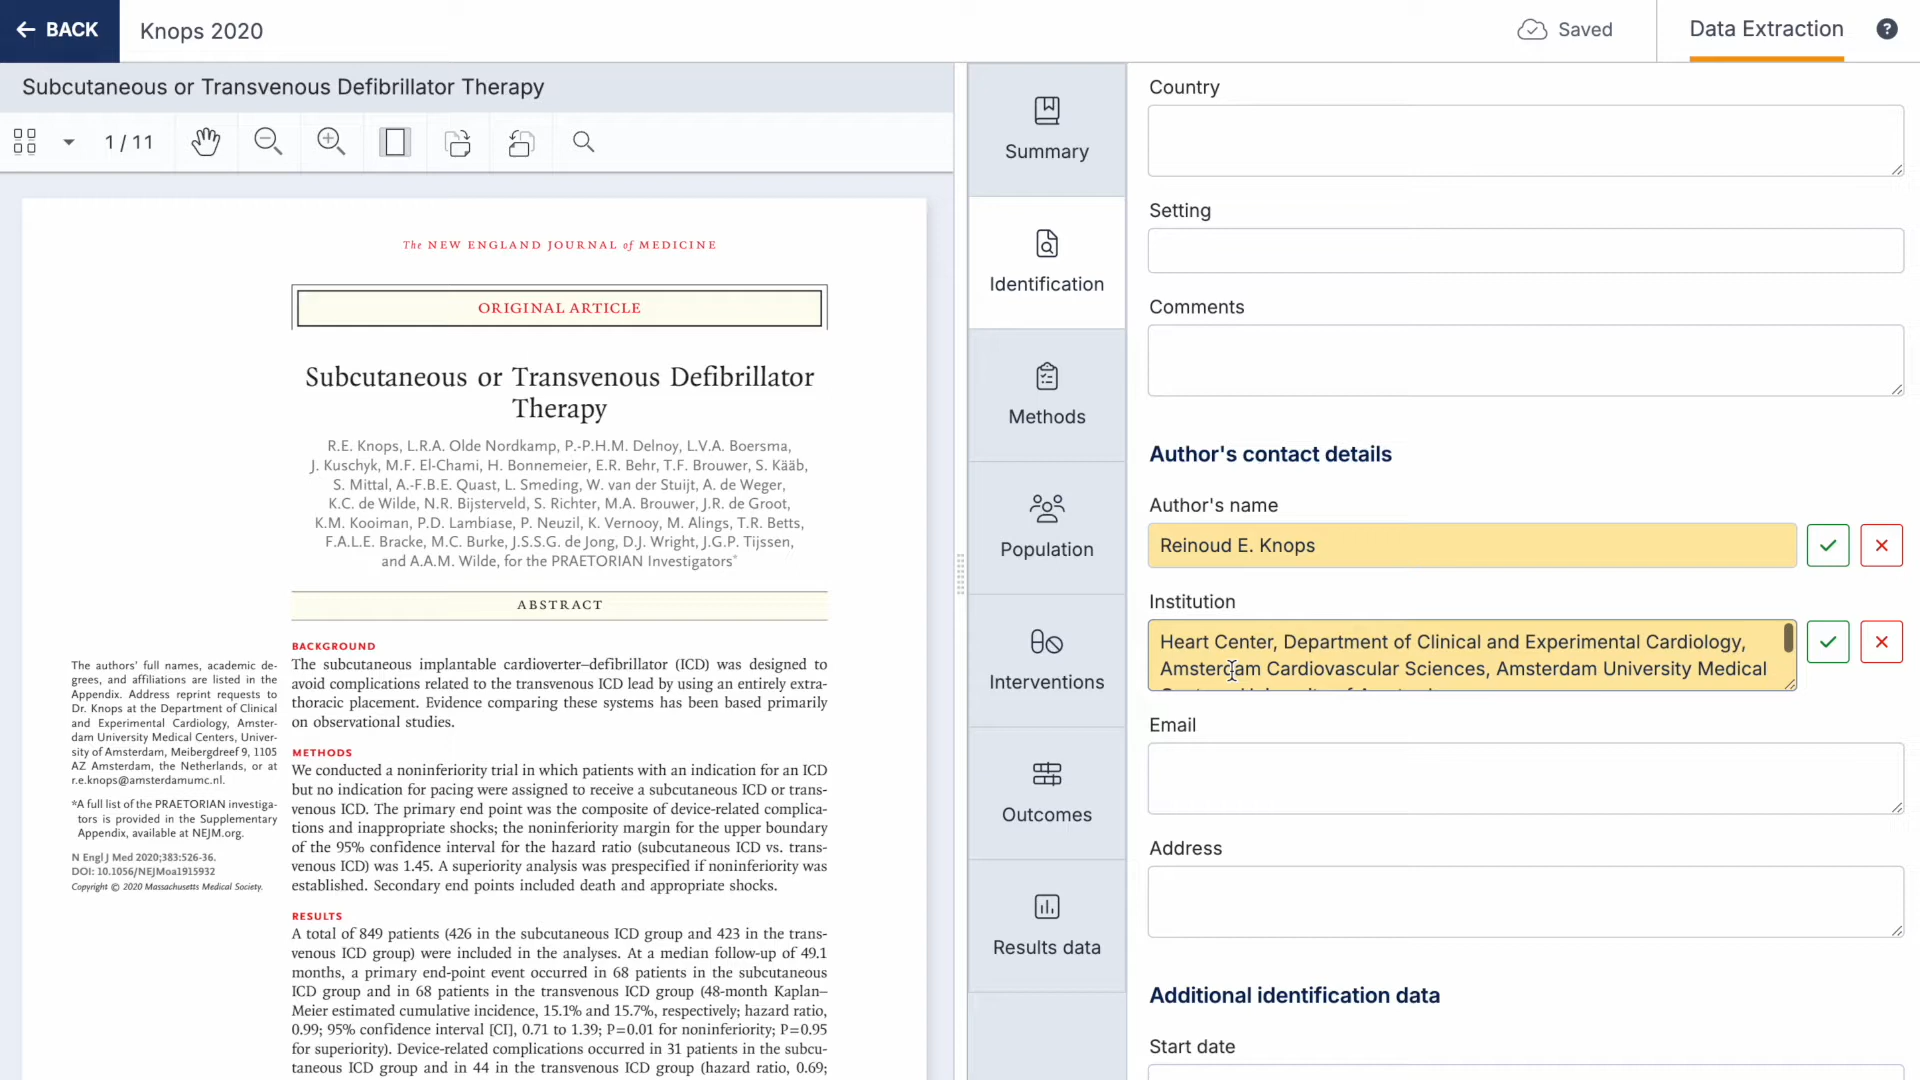 BACK
Knops 2020
Saved
Data Extraction
?
Subcutaneous or Transvenous Defibrillator Therapy
1 / 11
The NEW ENGLAND JOURNAL of MEDICINE
ORIGINAL ARTICLE
Subcutaneous or Transvenous Defibrillator
Therapy
R.E. Knops, L.R.A. Olde Nordkamp, P.-P.H.M. Delnoy, L.V.A. Boersma,
J. Kuschyk, M.F. El-Chami, H. Bonnemeier, E.R. Behr, T.F. Brouwer, S. Kääb,
S. Mittal, A.-F.B.E. Quast, L. Smeding, W. van der Stuijt, A. de Weger,
K.C. de Wilde, N.R. Bijsterveld, S. Richter, M.A. Brouwer, J.R. de Groot,
K.M. Kooiman, P.D. Lambiase, P. Neuzil, K. Vernooy, M. Alings, T.R. Betts,
F.A.L.E. Bracke, M.C. Burke, J.S.S.G. de Jong, D.J. Wright, J.G.P. Tijssen,
and A.A.M. Wilde, for the PRAETORIAN Investigators*
ABSTRACT
The authors' full names, academic de-
grees, and affiliations are listed in the
Appendix. Address reprint requests to
Dr. Knops at the Department of Clinical
and Experimental Cardiology, Amster-
dam University Medical Centers, Univer-
sity of Amsterdam, Meibergdreef 9, 1105
AZ Amsterdam, the Netherlands, or at
r.e.knops@amsterdamumc.nl.
*A full list of the PRAETORIAN investiga-
tors is provided in the Supplementary
Appendix, available at NEJM.org.
N Engl J Med 2020;383:526-36.
DOI: 10.1056/NEJMoa1915932
Copyright © 2020 Massachusetts Medical Society.
BACKGROUND
The subcutaneous implantable cardioverter–defibrillator (ICD) was designed to
avoid complications related to the transvenous ICD lead by using an entirely extra-
thoracic placement. Evidence comparing these systems has been based primarily
on observational studies.
METHODS
We conducted a noninferiority trial in which patients with an indication for an ICD
but no indication for pacing were assigned to receive a subcutaneous ICD or trans-
venous ICD. The primary end point was the composite of device-related complica-
tions and inappropriate shocks; the noninferiority margin for the upper boundary
of the 95% confidence interval for the hazard ratio (subcutaneous ICD vs. trans-
venous ICD) was 1.45. A superiority analysis was prespecified if noninferiority was
established. Secondary end points included death and appropriate shocks.
RESULTS
A total of 849 patients (426 in the subcutaneous ICD group and 423 in the trans-
venous ICD group) were included in the analyses. At a median follow-up of 49.1
months, a primary end-point event occurred in 68 patients in the subcutaneous
ICD group and in 68 patients in the transvenous ICD group (48-month Kaplan–
Meier estimated cumulative incidence, 15.1% and 15.7%, respectively; hazard ratio,
0.99; 95% confidence interval [CI], 0.71 to 1.39; P=0.01 for noninferiority; P=0.95
for superiority). Device-related complications occurred in 31 patients in the subcu-
taneous ICD group and in 44 in the transvenous ICD group (hazard ratio, 0.69;
Summary
Identification
Methods
Population
Interventions
Outcomes
Results data
Country
Setting
Comments
Author's contact details
Author's name
Reinoud E. Knops
Institution
Heart Center, Department of Clinical and Experimental Cardiology,
Amsterdam Cardiovascular Sciences, Amsterdam University Medical
Email
Address
Additional identification data
Start date